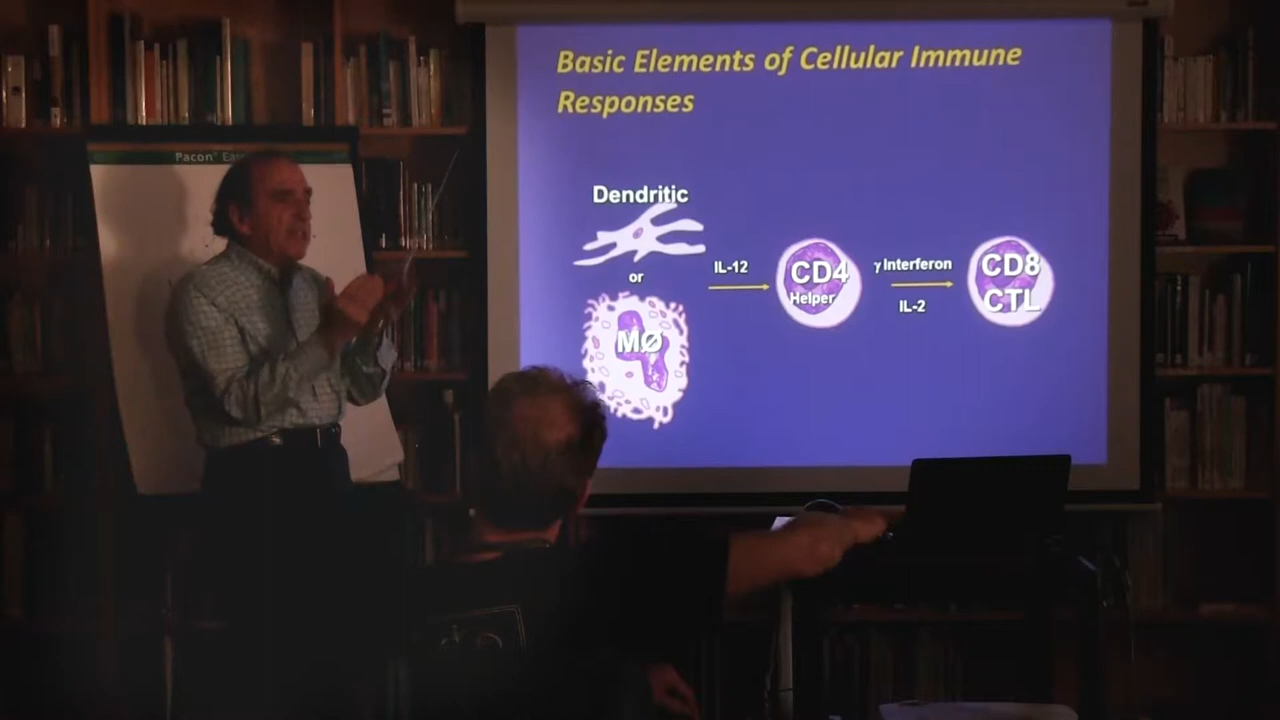 Basic Elements of Cellular Immune
Responses
Pacon®
Dendritic
or
MØ
IL-12
CD4
Helper
γ Interferon
IL-2
CD8
CTL